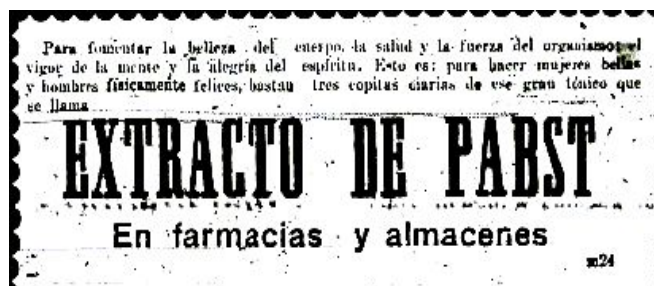 Para fomentar la belleza del cuerpo, la salud y la fuerza del organismo; el
vigor de la mente y la alegria del espíritu. Esto es: para hacer mujeres bellas
y hombres físicamente felices, bastan tres copitas diarias de ese gran tónico que
se llama
EXTRACTO DE PABST
En farmacias y almacenes
m24